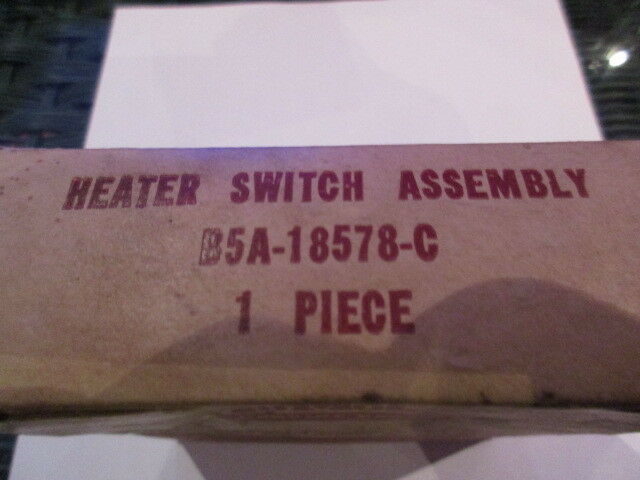 HEATER SWITCH ASSEMBLY
B5A-18578-C
1 PIECE